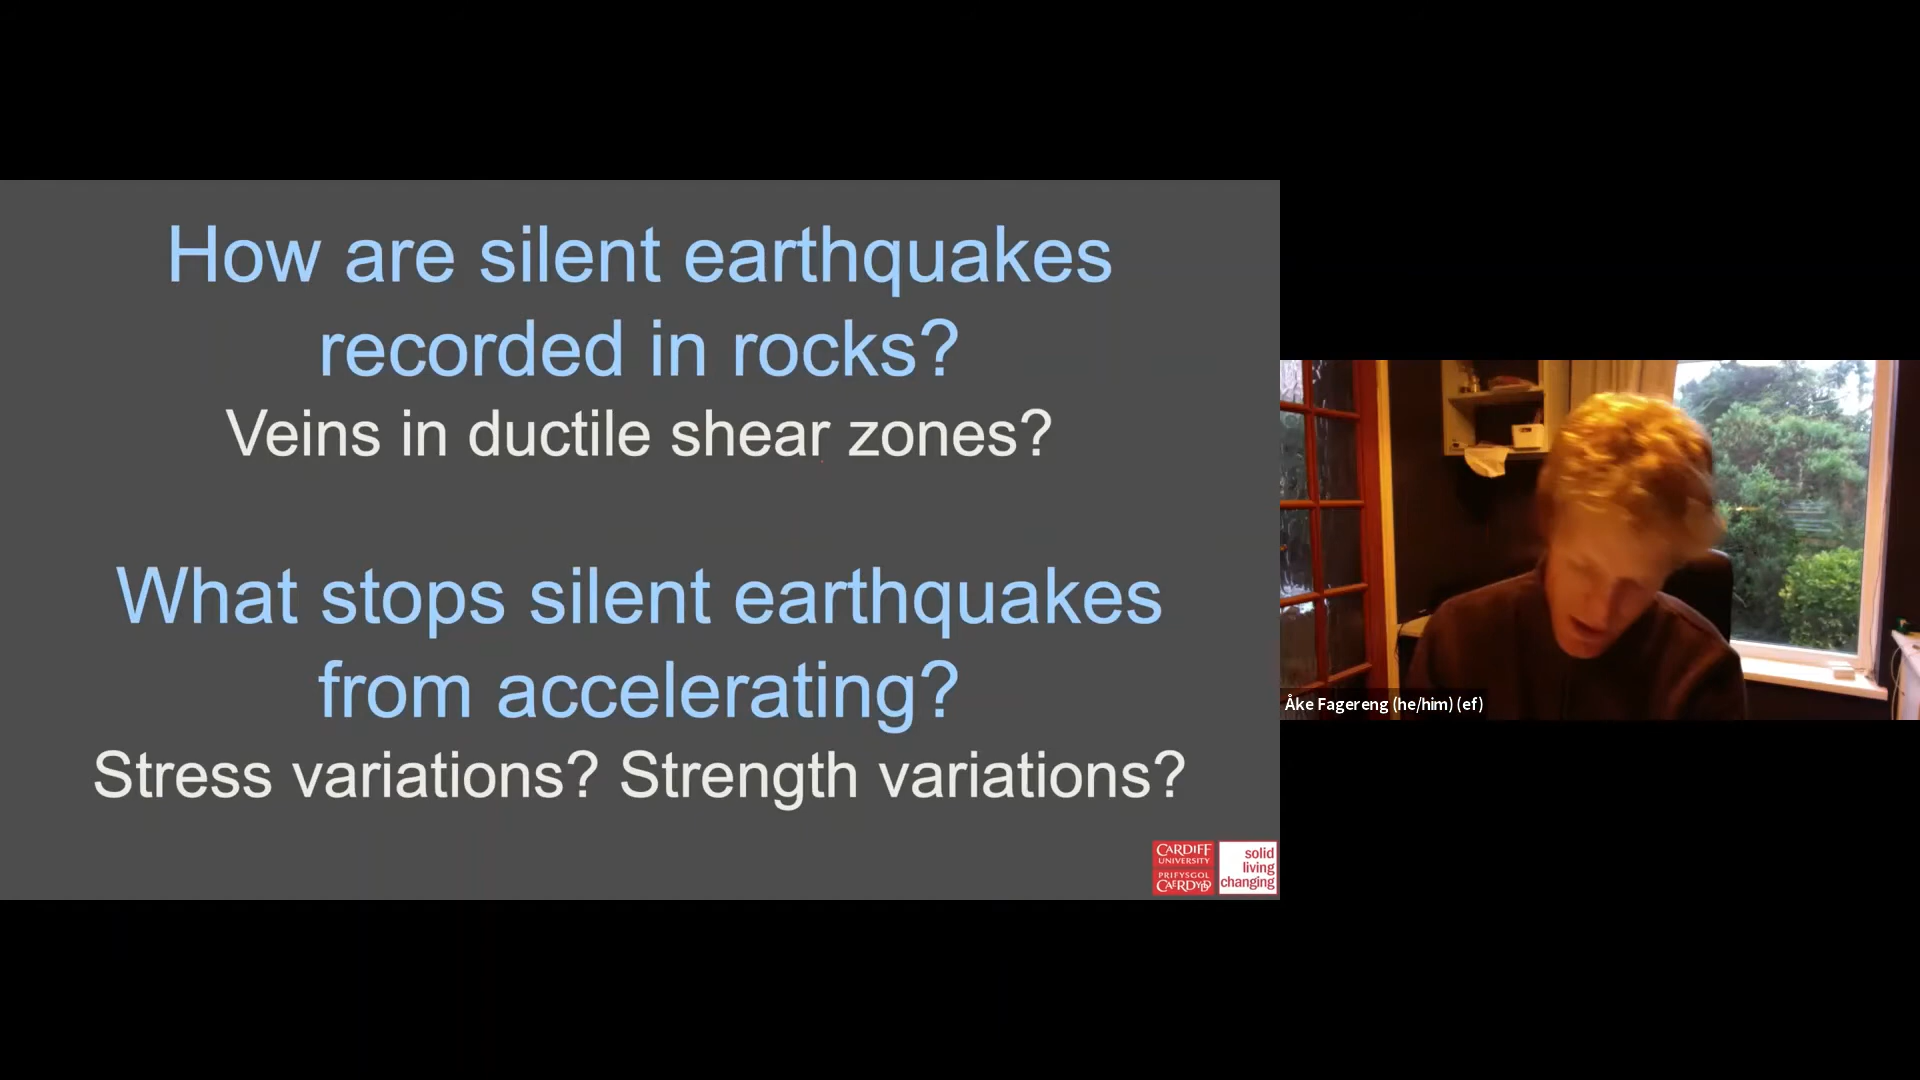 How are silent earthquakes
recorded in rocks?
Veins in ductile shear zones?
What stops silent earthquakes
from accelerating?
Stress variations? Strength variations?
CARDIFF
UNIVERSITY
PRIFYSGOL
CAERDYDD
solid
living
changing
Åke Fagereng (he/him) (ef)